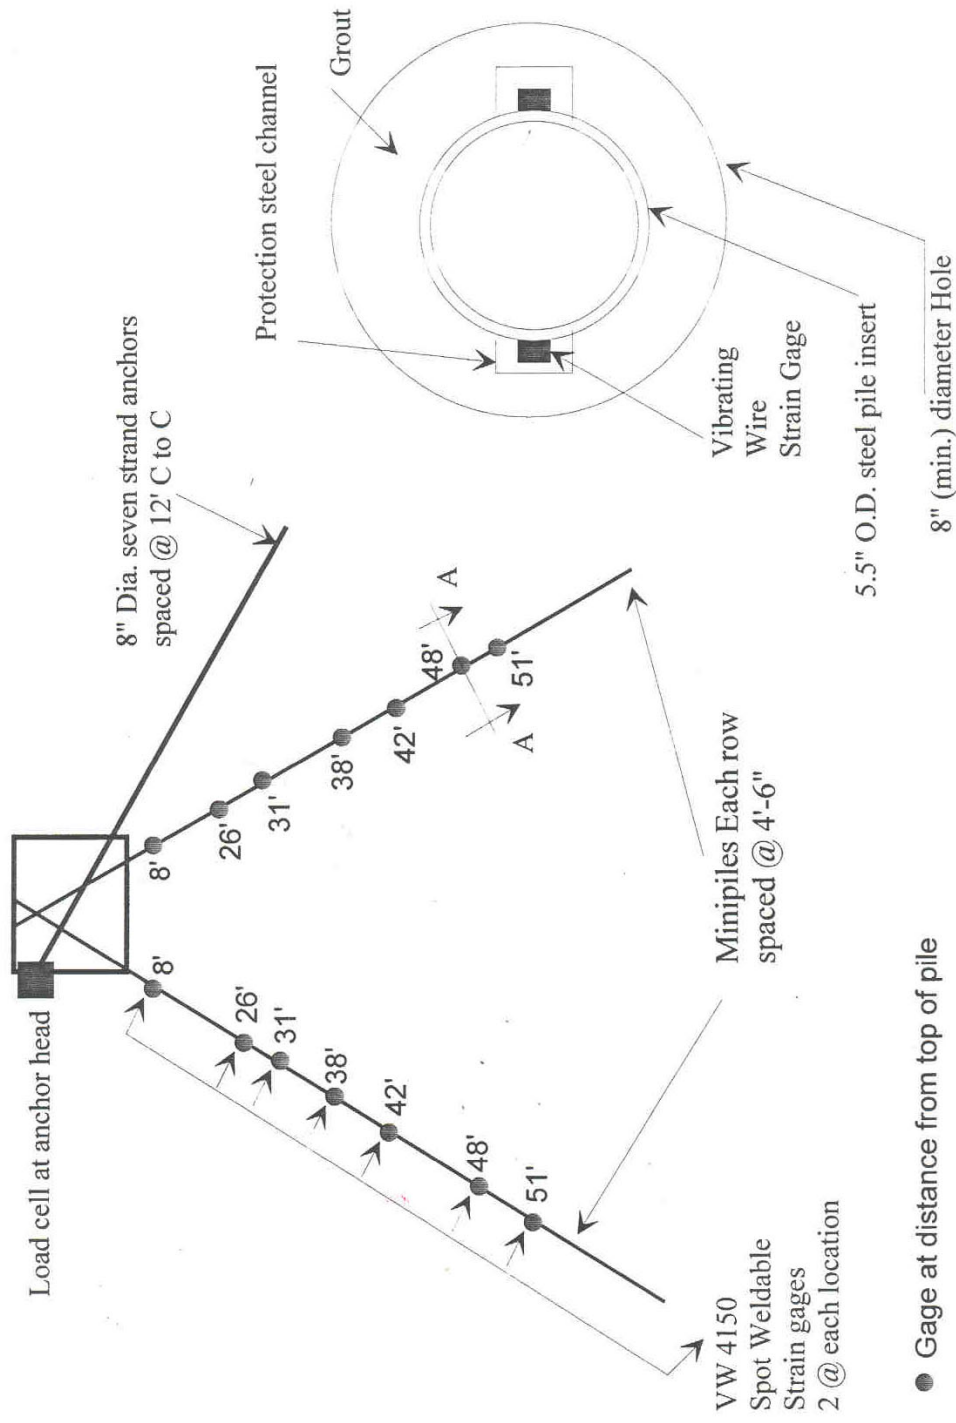 Load cell at anchor head
8" Dia. seven strand anchors
spaced @ 12' C to C
8'
26'
31'
38'
42'
48'
51'
8'
26'
31'
38'
42'
48'
51'
A
A
VW 4150
Spot Weldable
Strain gages
2 @ each location
Minipiles Each row
spaced @ 4'-6"
Gage at distance from top of pile
Protection steel channel
Grout
Vibrating
Wire
Strain Gage
5.5" O.D. steel pile insert
8" (min.) diameter Hole